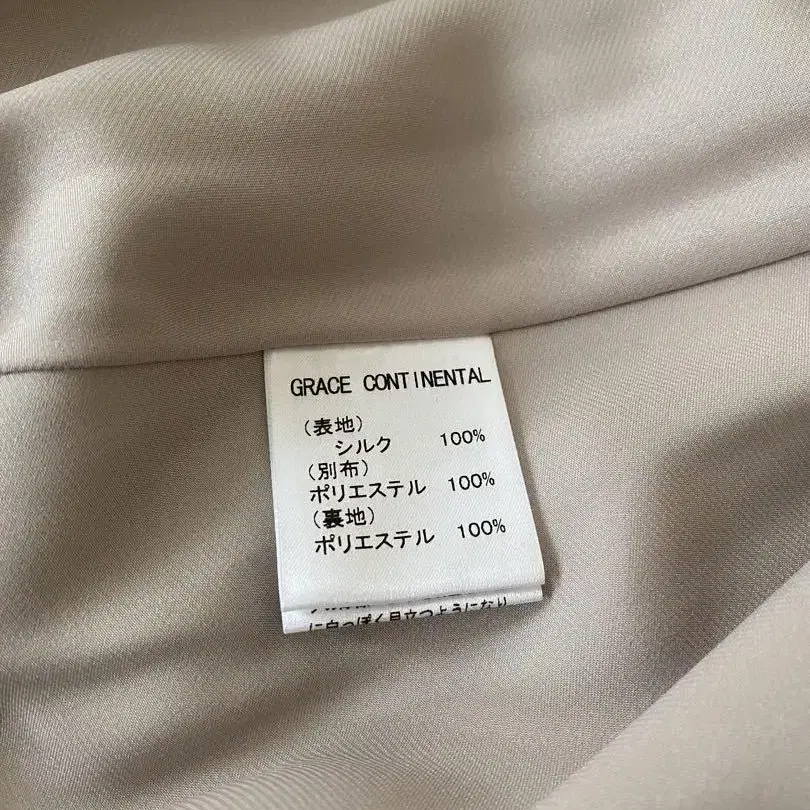 GRACE CONTINENTAL
(表地)
シルク 100%
(別布)
ポリエステル 100%
(裏地)
ポリエステル 100%
に白っぽく目立つようになり